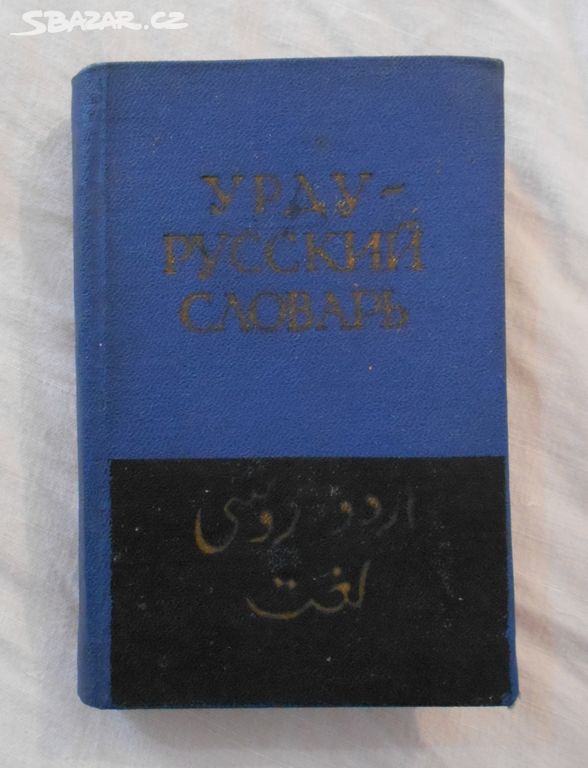 SBAZAR.CZ
УРДУ-
РУССКИЙ
СЛОВАРЬ
اردو روسی
لغت